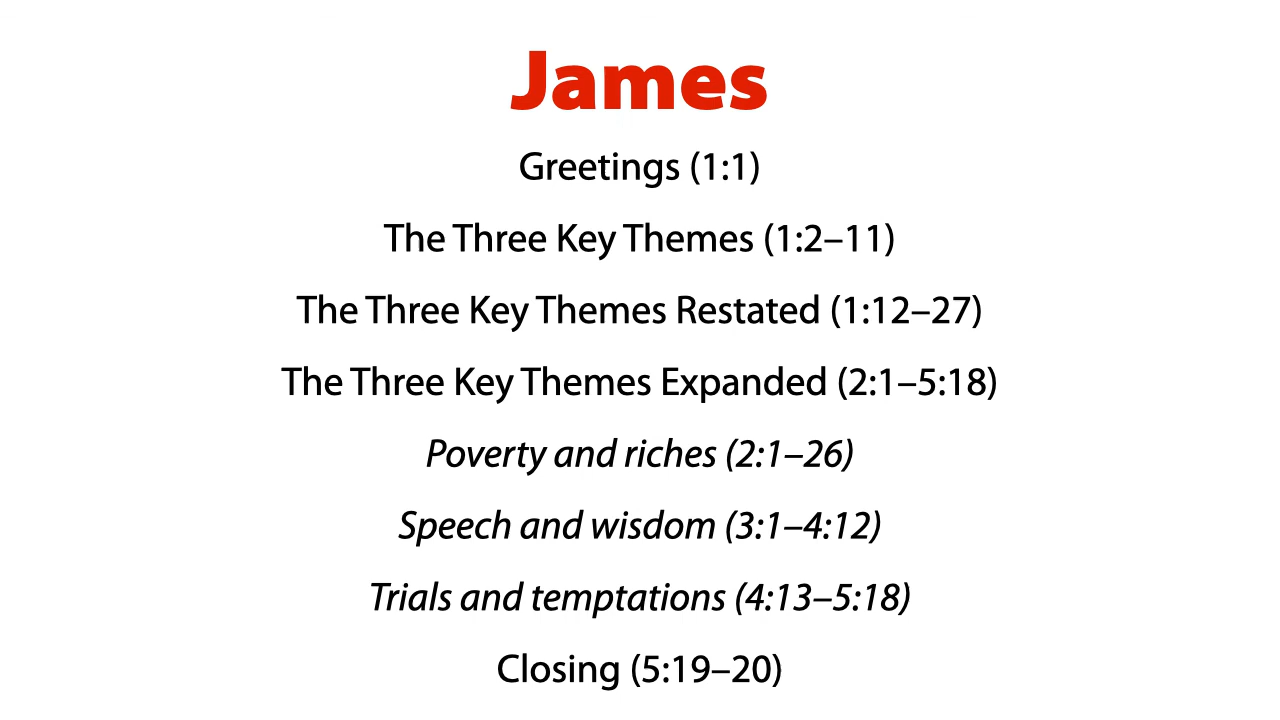 James
Greetings (1:1)
The Three Key Themes (1:2–11)
The Three Key Themes Restated (1:12–27)
The Three Key Themes Expanded (2:1–5:18)
Poverty and riches (2:1–26)
Speech and wisdom (3:1–4:12)
Trials and temptations (4:13–5:18)
Closing (5:19–20)